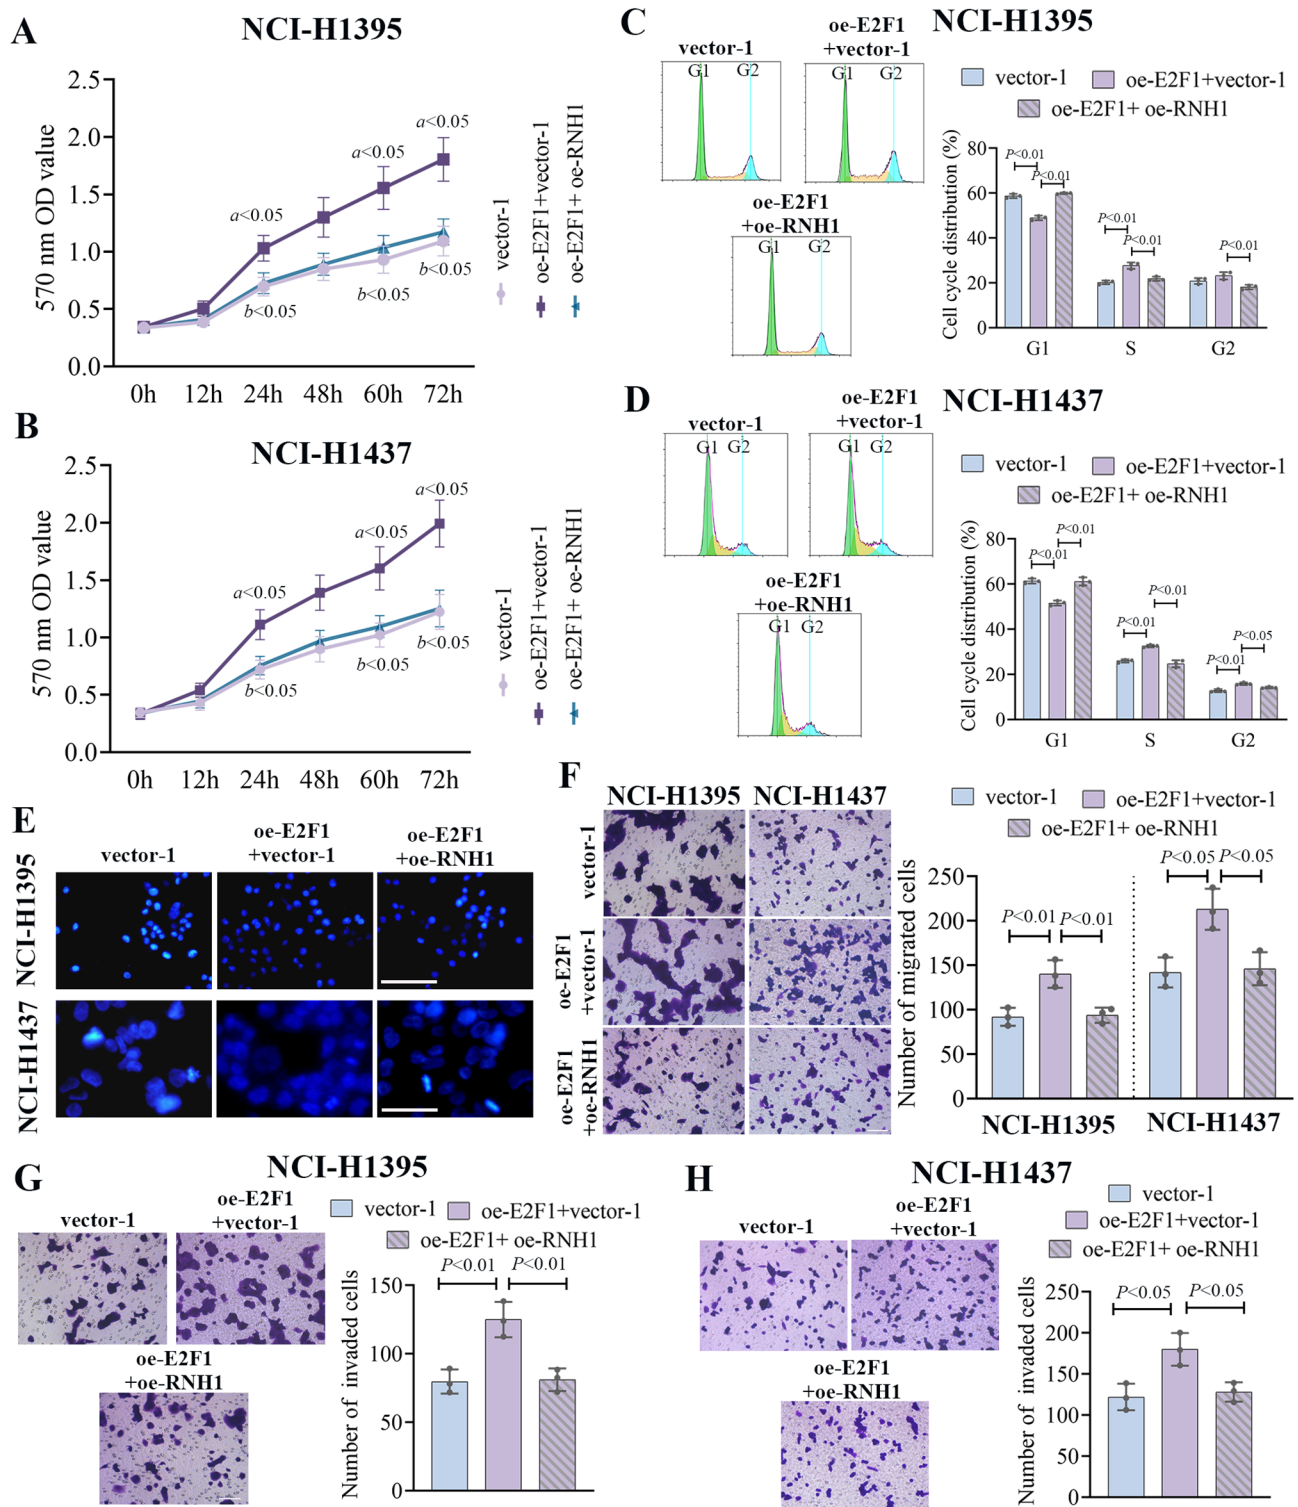 A
NCI-H1395
570 nm OD value
2.5
2.0
1.5
1.0
0.5
0.0
a<0.05
a<0.05
a<0.05
b<0.05
b<0.05
b<0.05
0h 12h 24h 48h 60h 72h
vector-1
oe-E2F1+vector-1
oe-E2F1+ oe-RNH1
B
NCI-H1437
570 nm OD value
2.5
2.0
1.5
1.0
0.5
0.0
a<0.05
a<0.05
a<0.05
b<0.05
b<0.05
b<0.05
0h 12h 24h 48h 60h 72h
vector-1
oe-E2F1+vector-1
oe-E2F1+ oe-RNH1
C
NCI-H1395
vector-1
G1 G2
oe-E2F1
+vector-1
G1 G2
oe-E2F1
+oe-RNH1
G1 G2
vector-1
oe-E2F1+vector-1
oe-E2F1+ oe-RNH1
Cell cycle distribution (%)
80
60
40
20
0
P<0.01
P<0.01
P<0.01
P<0.01
P<0.01
G1 S G2
D
NCI-H1437
vector-1
G1 G2
oe-E2F1
+vector-1
G1 G2
oe-E2F1
+oe-RNH1
G1 G2
vector-1
oe-E2F1+vector-1
oe-E2F1+ oe-RNH1
Cell cycle distribution (%)
80
60
40
20
0
P<0.01
P<0.01
P<0.01
P<0.01
P<0.05
P<0.01
G1 S G2
E
vector-1
oe-E2F1
+vector-1
oe-E2F1
+oe-RNH1
NCI-H1395
NCI-H1437
F
NCI-H1395 NCI-H1437
vector-1
oe-E2F1
+vector-1
oe-E2F1
+oe-RNH1
vector-1
oe-E2F1+vector-1
oe-E2F1+ oe-RNH1
Number of migrated cells
250
200
150
100
50
0
P<0.01
P<0.01
P<0.05
P<0.05
NCI-H1395 NCI-H1437
G
NCI-H1395
vector-1
oe-E2F1
+vector-1
oe-E2F1
+oe-RNH1
vector-1
oe-E2F1+vector-1
oe-E2F1+ oe-RNH1
Number of invaded cells
150
100
50
0
P<0.01
P<0.01
H
NCI-H1437
vector-1
oe-E2F1
+vector-1
oe-E2F1
+oe-RNH1
vector-1
oe-E2F1+vector-1
oe-E2F1+ oe-RNH1
Number of invaded cells
250
200
150
100
50
0
P<0.05
P<0.05